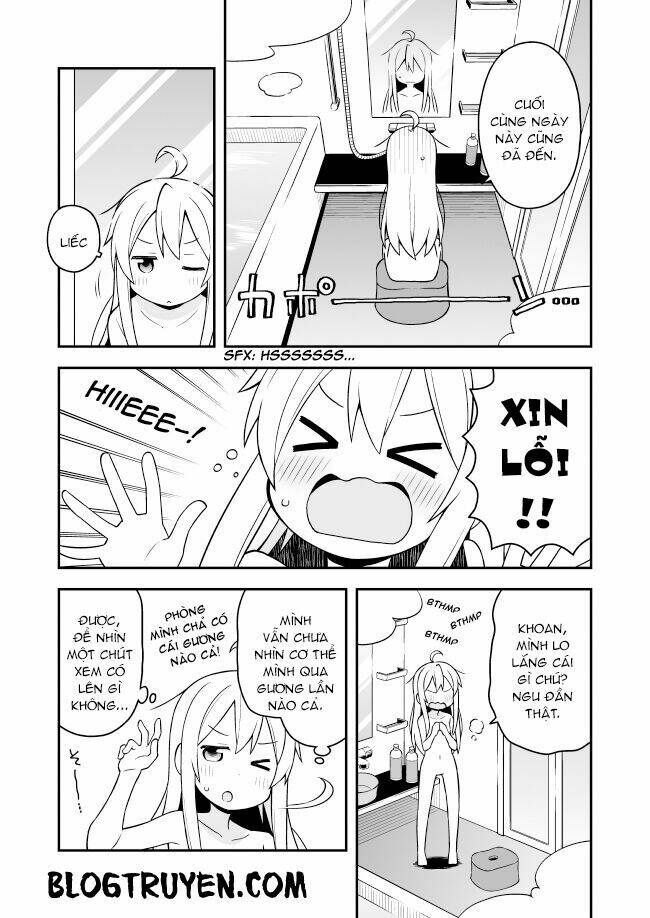 CUỐI
CÙNG NGÀY
NÀY CŨNG
ĐÃ ĐẾN.
LIẾC
カポーン...
SFX: HSSSSSSS...
XIN
LỖI
!!
HIIIEEE~!
KHOAN,
MÌNH LO
LẮNG CÁI
GÌ CHỨ?
NGU ĐẦN
THẬT.
BTHMP
BTHMP
BTHMP
MÌNH
VẪN CHƯA
NHÌN CƠ THỂ
MÌNH QUA
GƯƠNG LẦN
NÀO CẢ.
PHÒNG
MÌNH CHẢ CÓ
CÁI GƯƠNG
NÀO CẢ!
ĐƯỢC,
ĐỂ NHÌN
MỘT CHÚT
XEM CÓ
LÊN GÌ
KHÔNG...
BLOGTRUYEN.COM